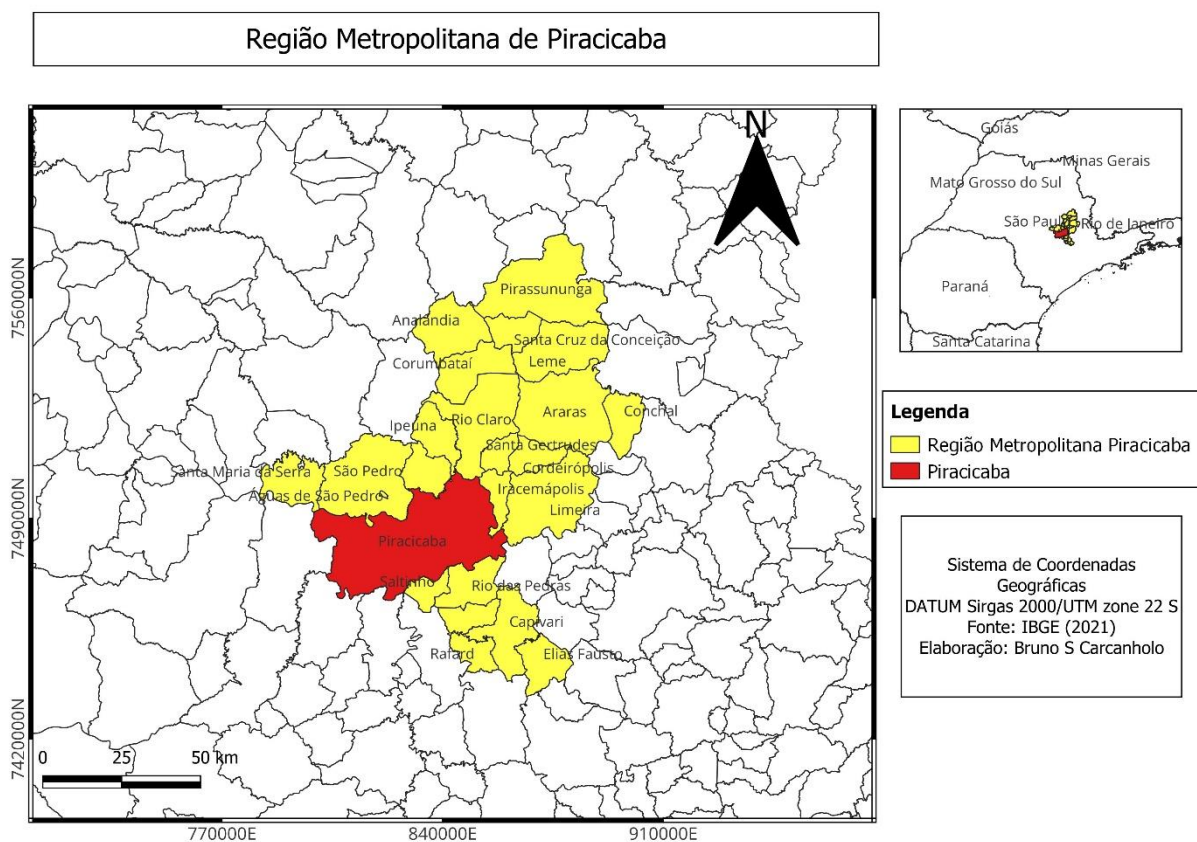 Região Metropolitana de Piracicaba
N
Pirassununga
Analândia
Santa Cruz da Conceição
Corumbataí
Leme
Araras
Conchal
Ipeúna
Rio Claro
Santa Gertrudes
Cordeirópolis
Santa Maria da Serra
São Pedro
Iracemápolis
Águas de São Pedro
Limeira
Piracicaba
Saltinho
Rio das Pedras
Capivari
Rafard
Elias Fausto
0 25 50 km
7560000N
7490000N
7420000N
770000E 840000E 910000E
Goiás
Minas Gerais
Mato Grosso do Sul
São Paul
Rio de Janeiro
Paraná
Santa Catarina
Legenda
Região Metropolitana Piracicaba
Piracicaba
Sistema de Coordenadas
Geográficas
DATUM Sirgas 2000/UTM zone 22 S
Fonte: IBGE (2021)
Elaboração: Bruno S Carcanholo